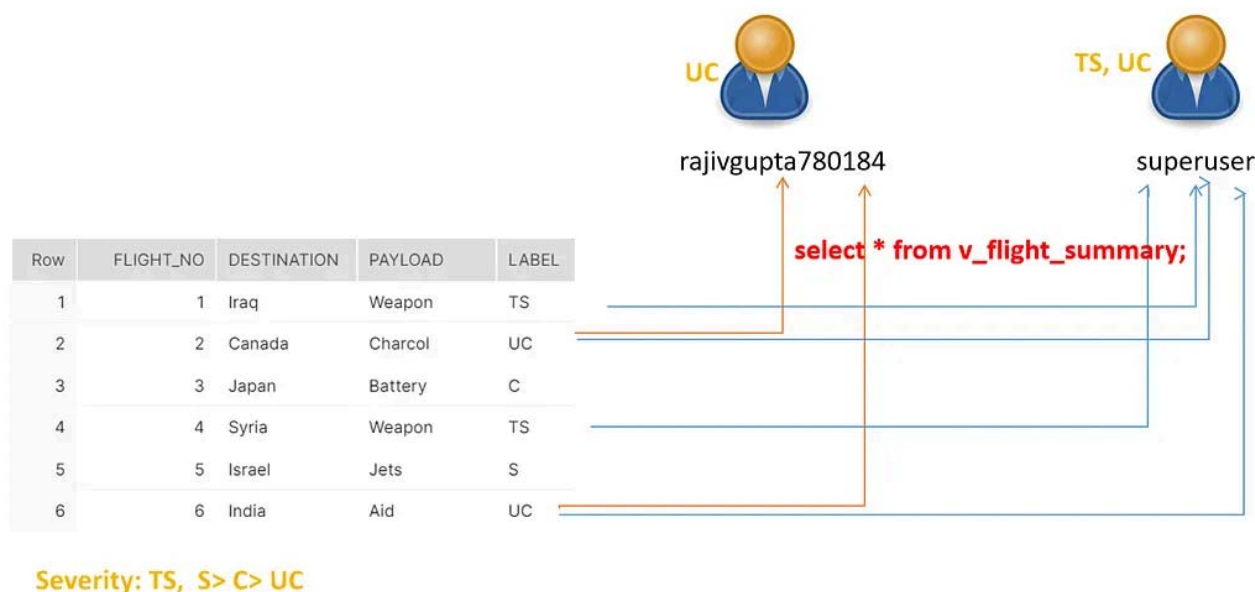 UC
TS, UC
rajivgupta780184
superuser
select * from v_flight_summary;
Row FLIGHT_NO DESTINATION PAYLOAD LABEL
1 1 Iraq Weapon TS
2 2 Canada Charcol UC
3 3 Japan Battery C
4 4 Syria Weapon TS
5 5 Israel Jets S
6 6 India Aid UC
Severity: TS, S> C> UC